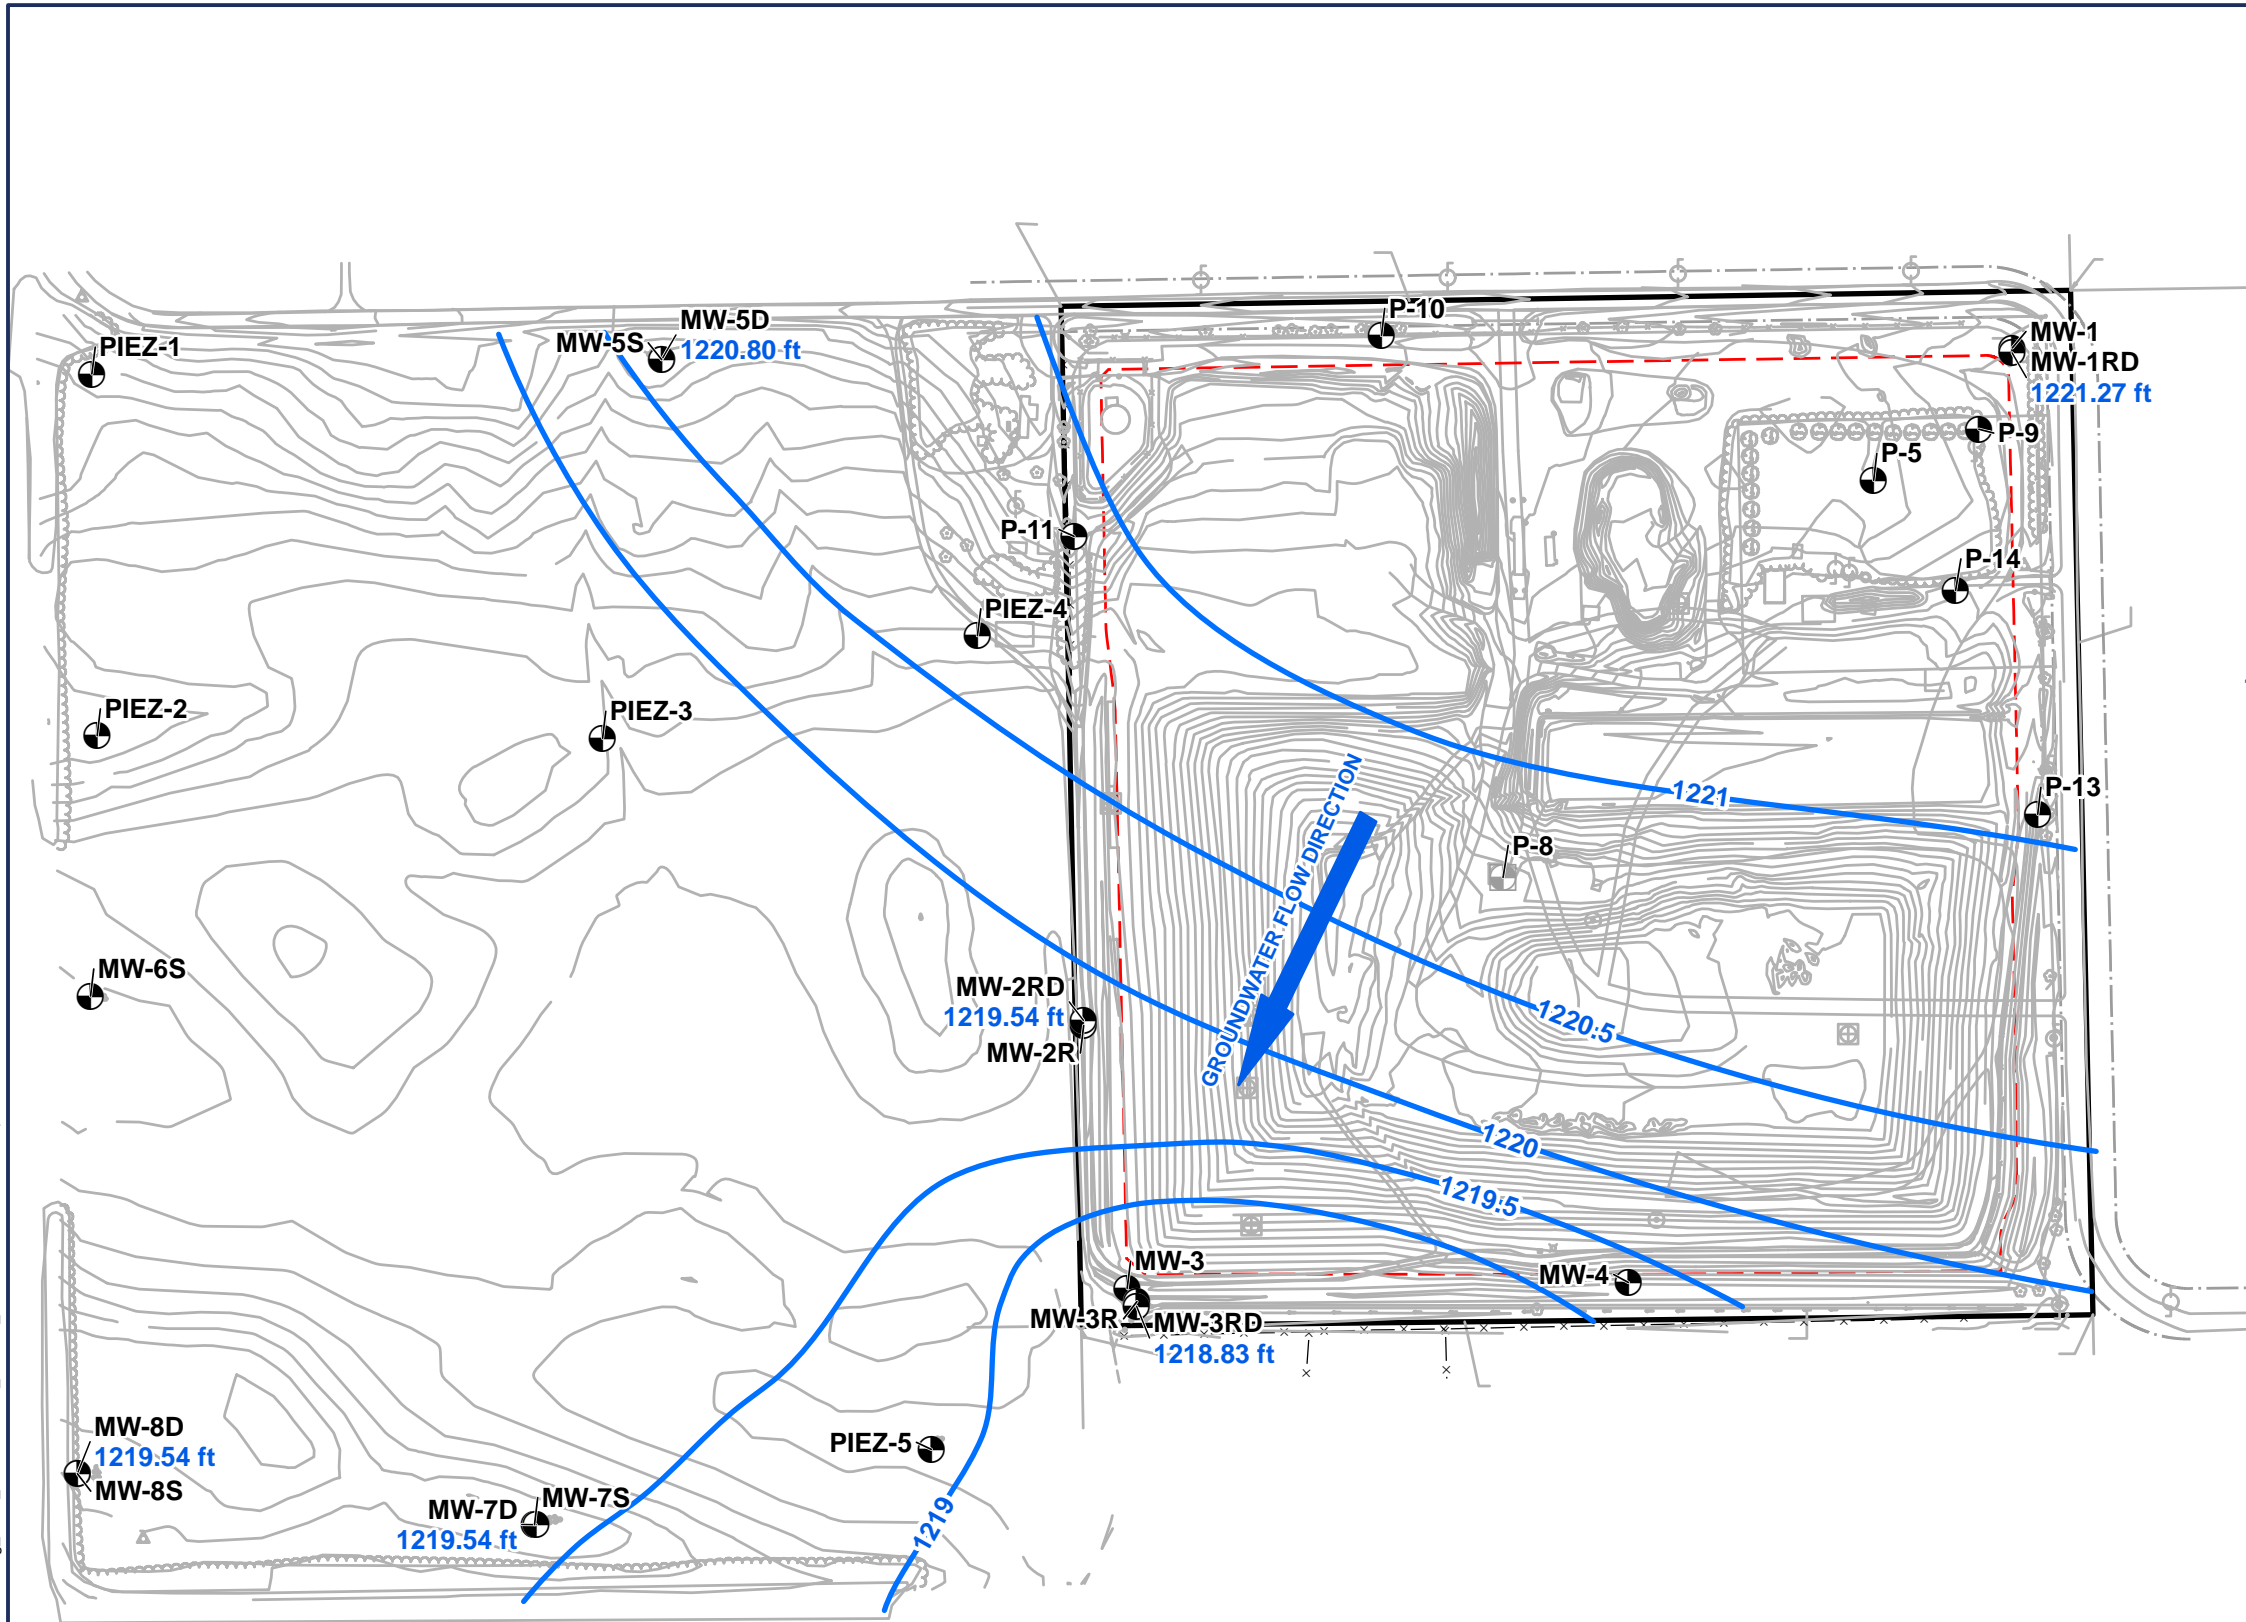 P-10
MW-5D
MW-5S
1220.80 ft
PIEZ-1
MW-1
MW-1RD
1221.27 ft
P-9
P-5
P-11
P-14
PIEZ-4
PIEZ-2
PIEZ-3
1221
P-13
GROUNDWATER FLOW DIRECTION
P-8
MW-6S
MW-2RD
1219.54 ft
MW-2R
1220.5
1220
1219.5
MW-3
MW-4
MW-3R
MW-3RD
1218.83 ft
MW-8D
1219.54 ft
MW-8S
PIEZ-5
MW-7S
MW-7D
1219.54 ft
1219